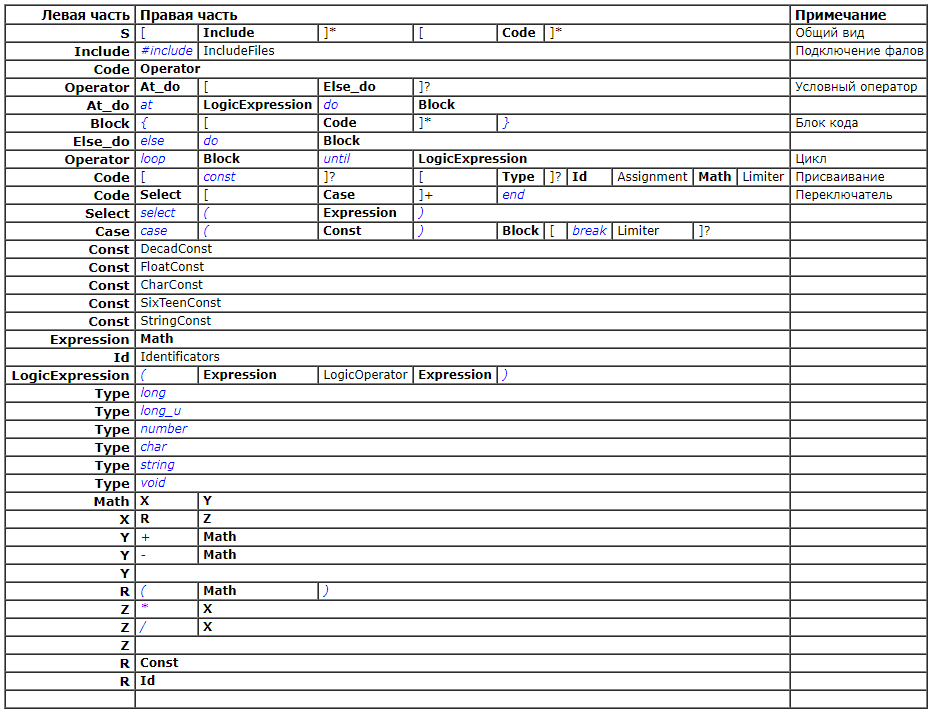 Левая часть Правая часть Примечание
S [ Include ]* [ Code ]* Общий вид
Include #include IncludeFiles Подключение фалов
Code Operator
Operator At_do [ Else_do ]? Условный оператор
At_do at LogicExpression do Block
Block { [ Code ]* } Блок кода
Else_do else do Block
Operator loop Block until LogicExpression Цикл
Code [ const ]? [ Type ]? Id Assignment Math Limiter Присваивание
Code Select [ Case ]+ end Переключатель
Select select ( Expression )
Case case ( Const ) Block [ break Limiter ]?
Const DecadConst
Const FloatConst
Const CharConst
Const SixTeenConst
Const StringConst
Expression Math
Id Identificators
LogicExpression ( Expression LogicOperator Expression )
Type long
Type long_u
Type number
Type char
Type string
Type void
Math X Y
X R Z
Y + Math
Y - Math
Y
R ( Math )
Z * X
Z / X
Z
R Const
R Id